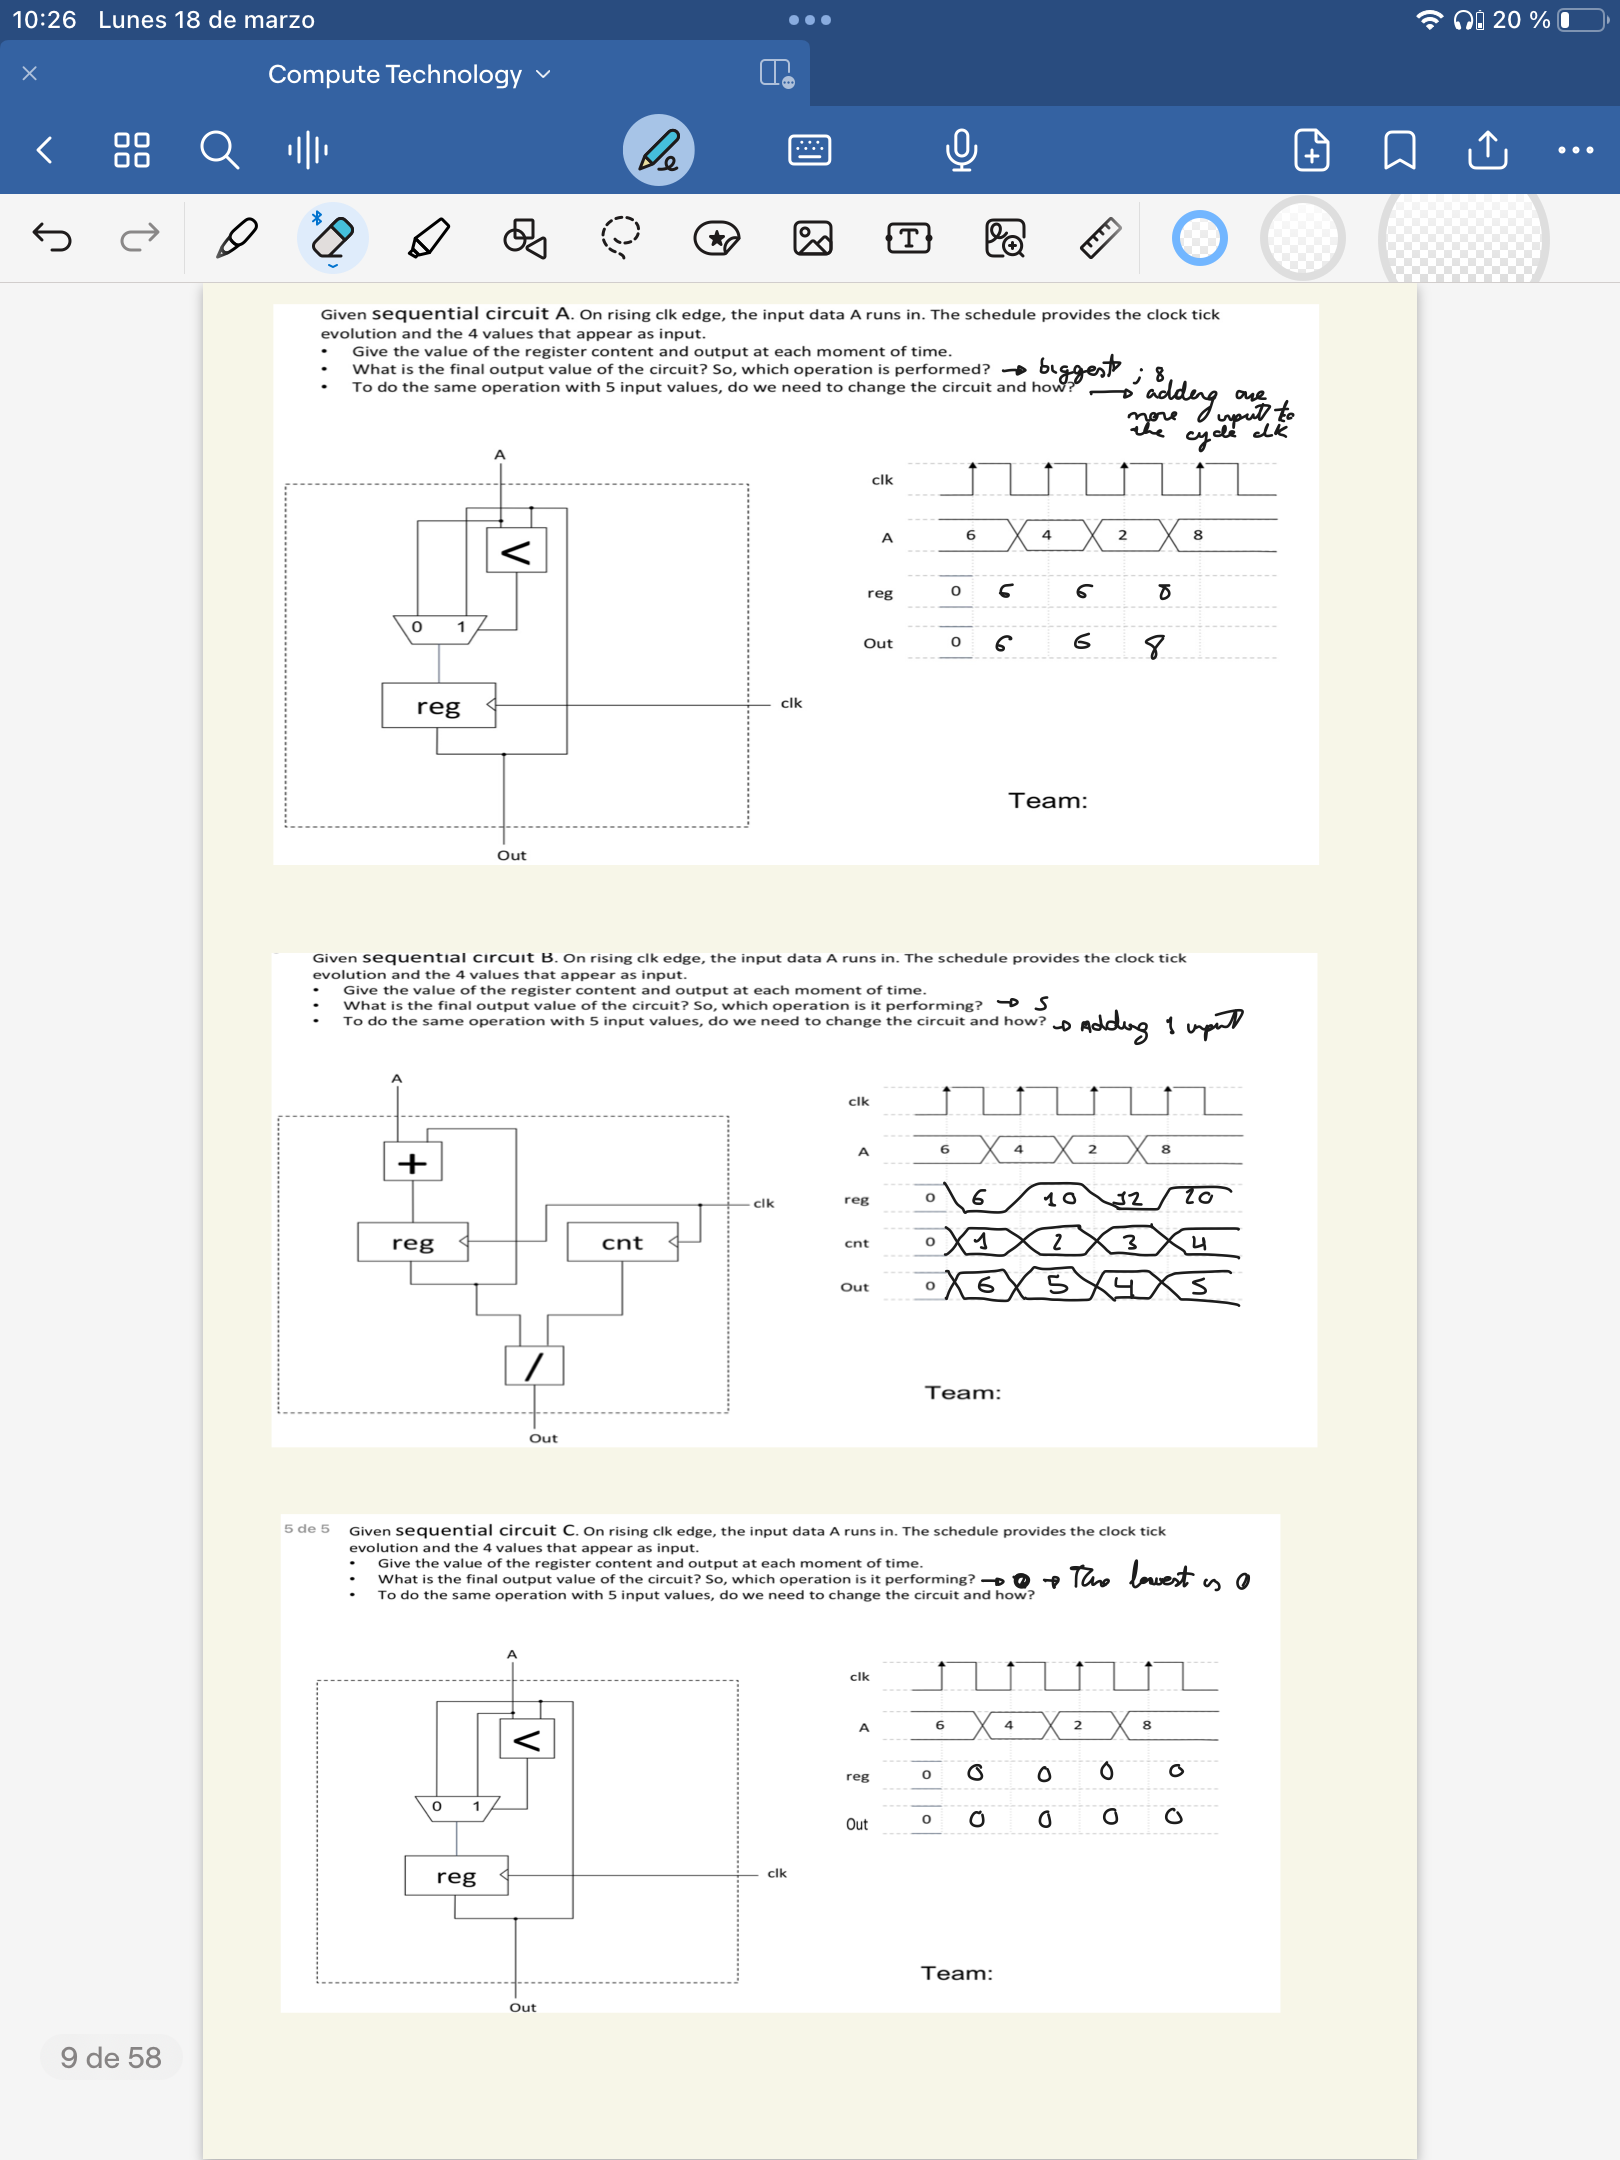 10:26 Lunes 18 de marzo 20 %
Compute Technology
Given sequential circuit A. On rising clk edge, the input data A runs in. The schedule provides the clock tick
evolution and the 4 values that appear as input.
• Give the value of the register content and output at each moment of time.
• What is the final output value of the circuit? So, which operation is performed? → biggest ; 8
• To do the same operation with 5 input values, do we need to change the circuit and how? → adding one
more input to
the cycle clk
A
<
0 1
reg
clk
Out
clk
A 6 4 2 8
reg 0 6 6 8
Out 0 6 6 8
Team:
Given sequential circuit B. On rising clk edge, the input data A runs in. The schedule provides the clock tick
evolution and the 4 values that appear as input.
• Give the value of the register content and output at each moment of time.
• What is the final output value of the circuit? So, which operation is it performing? → 5
• To do the same operation with 5 input values, do we need to change the circuit and how? → Adding 1 input
A
+
clk
reg cnt
/
Out
clk
A 6 4 2 8
reg 0 6 10 12 20
cnt 0 1 2 3 4
Out 0 6 5 4 5
Team:
5 de 5
Given sequential circuit C. On rising clk edge, the input data A runs in. The schedule provides the clock tick
evolution and the 4 values that appear as input.
• Give the value of the register content and output at each moment of time.
• What is the final output value of the circuit? So, which operation is it performing? → 0 → The lowest is 0
• To do the same operation with 5 input values, do we need to change the circuit and how?
A
<
0 1
reg
clk
Out
clk
A 6 4 2 8
reg 0 0 0 0 0
Out 0 0 0 0 0
Team:
9 de 58